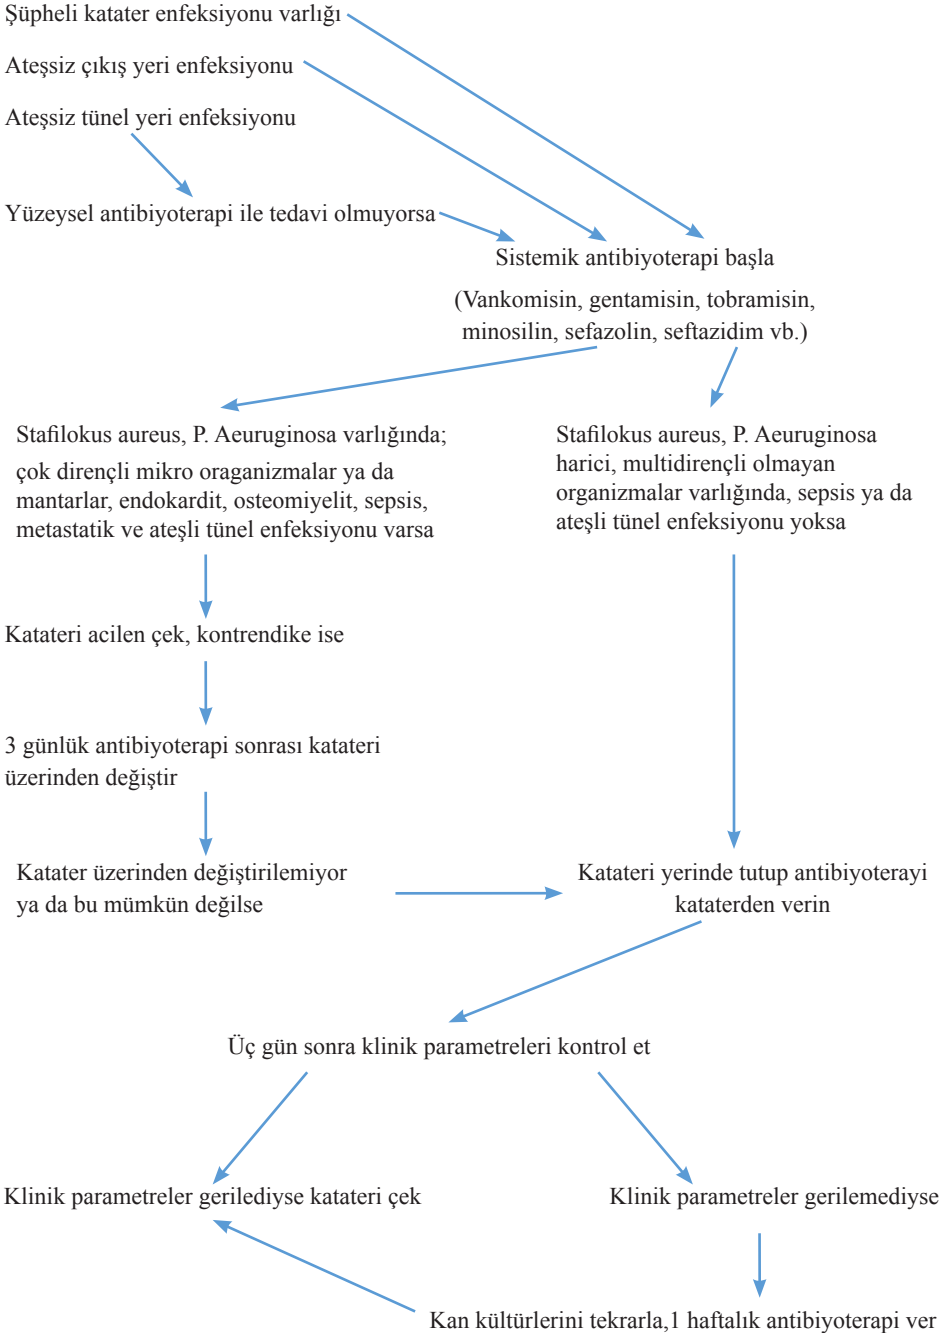 Şüpheli katater enfeksiyonu varlığı
Ateşsiz çıkış yeri enfeksiyonu
Ateşsiz tünel yeri enfeksiyonu
Yüzeysel antibiyoterapi ile tedavi olmuyorsa
Sistemik antibiyoterapi başla
(Vankomisin, gentamisin, tobramisin,
minosilin, sefazolin, seftazidim vb.)
Stafilokus aureus, P. Aeuruginosa varlığında;
çok dirençli mikro oraganizmalar ya da
mantarlar, endokardit, osteomiyelit, sepsis,
metastatik ve ateşli tünel enfeksiyonu varsa
Stafilokus aureus, P. Aeuruginosa
harici, multidirençli olmayan
organizmalar varlığında, sepsis ya da
ateşli tünel enfeksiyonu yoksa
Katateri acilen çek, kontrendike ise
3 günlük antibiyoterapi sonrası katateri
üzerinden değiştir
Katater üzerinden değiştirilemiyor
ya da bu mümkün değilse
Katateri yerinde tutup antibiyoterayi
kataterden verin
Üç gün sonra klinik parametreleri kontrol et
Klinik parametreler gerilediyse katateri çek
Klinik parametreler gerilemediyse
Kan kültürlerini tekrarla,1 haftalık antibiyoterapi ver